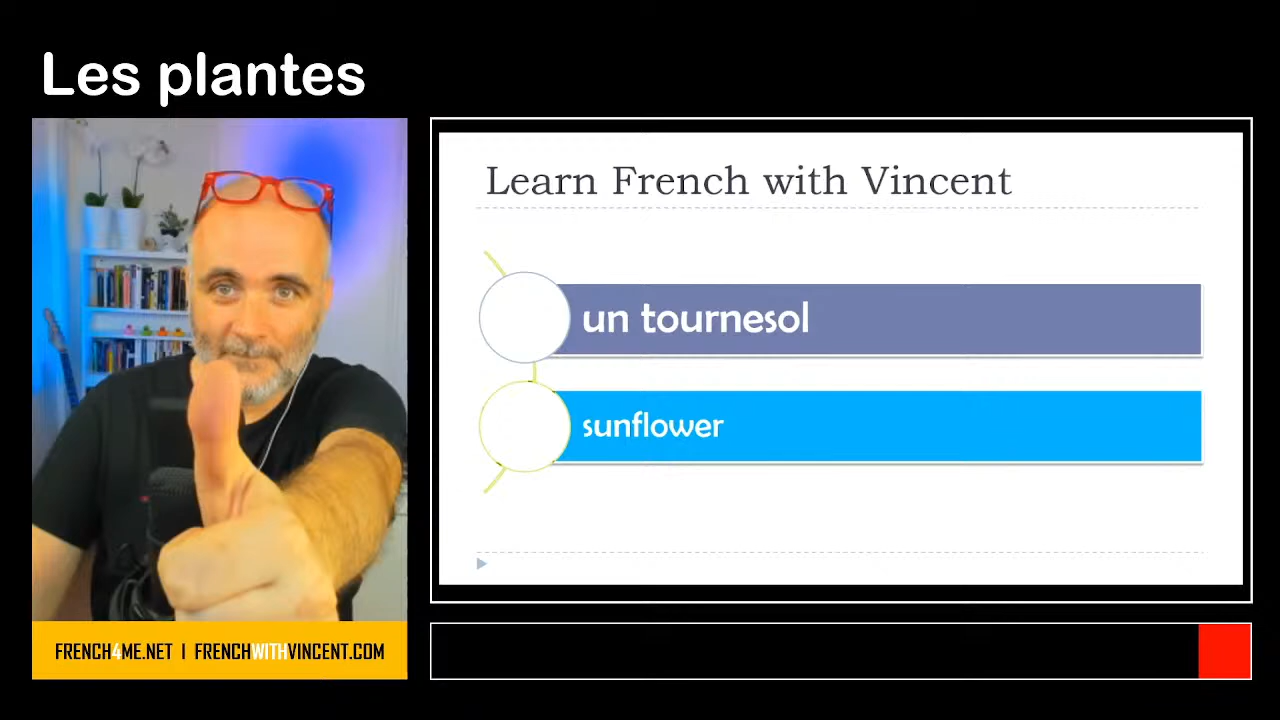 Les plantes
Learn French with Vincent
un tournesol
sunflower
FRENCH4ME.NET | FRENCHWITHVINCENT.COM